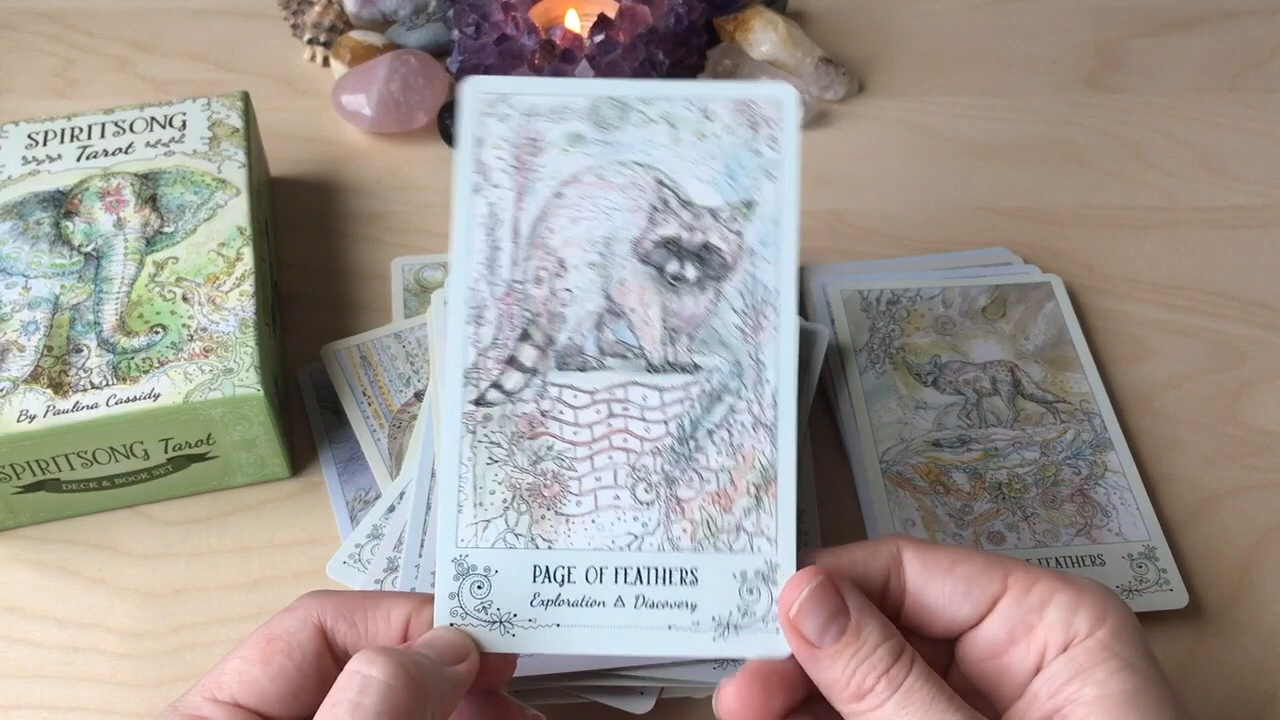 SPIRITSONG
Tarot
By Paulina Cassidy
SPIRITSONG Tarot
DECK & BOOK SET
PAGE OF FEATHERS
Exploration Δ Discovery
FEATHERS